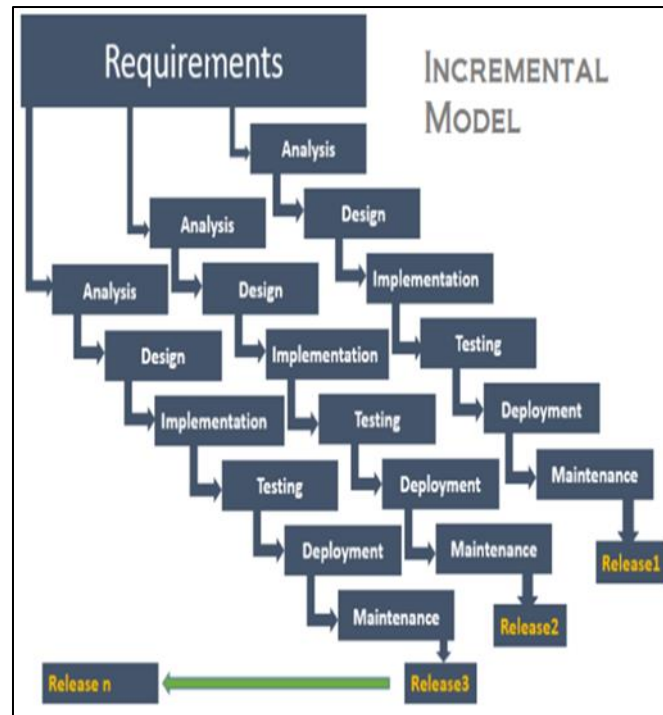 Requirements
INCREMENTAL
MODEL
Analysis
Design
Implementation
Testing
Deployment
Maintenance
Release1
Analysis
Design
Implementation
Testing
Deployment
Maintenance
Release2
Analysis
Design
Implementation
Testing
Deployment
Maintenance
Release3
Release n